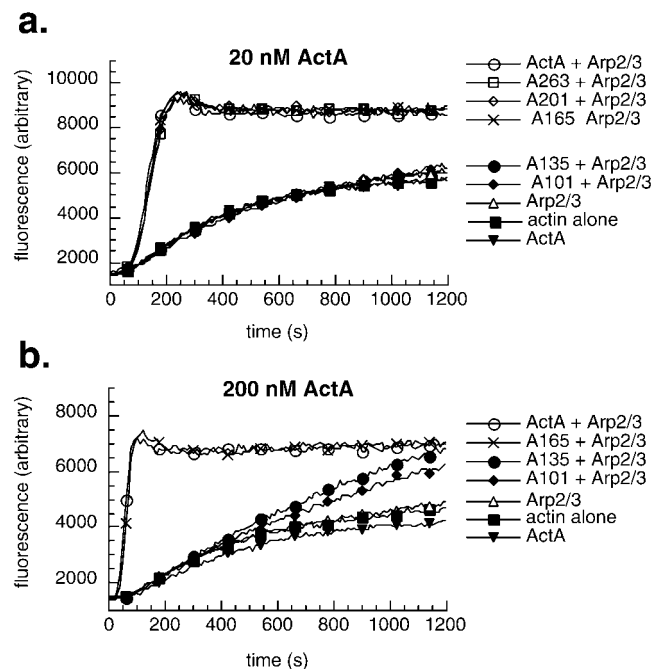 a.
20 nM ActA
fluorescence (arbitrary)
10000
8000
6000
4000
2000
0 200 400 600 800 1000 1200
time (s)
ActA + Arp2/3
A263 + Arp2/3
A201 + Arp2/3
A165 Arp2/3
A135 + Arp2/3
A101 + Arp2/3
Arp2/3
actin alone
ActA
b.
200 nM ActA
fluorescence (arbitrary)
8000
6000
4000
2000
0 200 400 600 800 1000 1200
time (s)
ActA + Arp2/3
A165 + Arp2/3
A135 + Arp2/3
A101 + Arp2/3
Arp2/3
actin alone
ActA